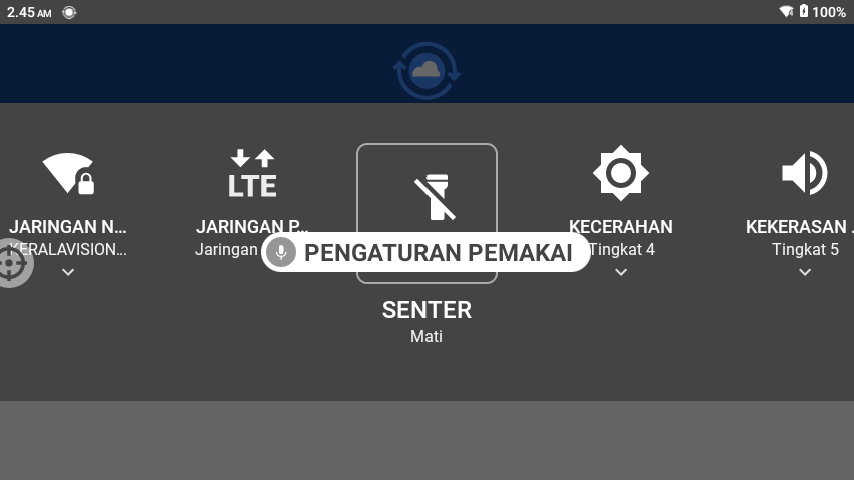 2.45 AM
100%
LTE
JARINGAN N...
JARINGAN P...
KECERAHAN
KEKERASAN .
KERALAVISION...
Jaringan
Tingkat 4
Tingkat 5
PENGATURAN PEMAKAI
SENTER
Mati